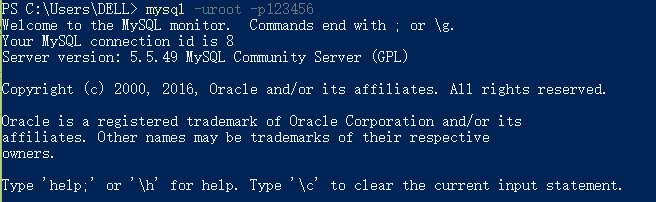 PS C:\Users\DELL> mysql -uroot -p123456
Welcome to the MySQL monitor.  Commands end with ; or \g.
Your MySQL connection id is 8
Server version: 5.5.49 MySQL Community Server (GPL)
Copyright (c) 2000, 2016, Oracle and/or its affiliates. All rights reserved.
Oracle is a registered trademark of Oracle Corporation and/or its
affiliates. Other names may be trademarks of their respective
owners.
Type 'help;' or '\h' for help. Type '\c' to clear the current input statement.